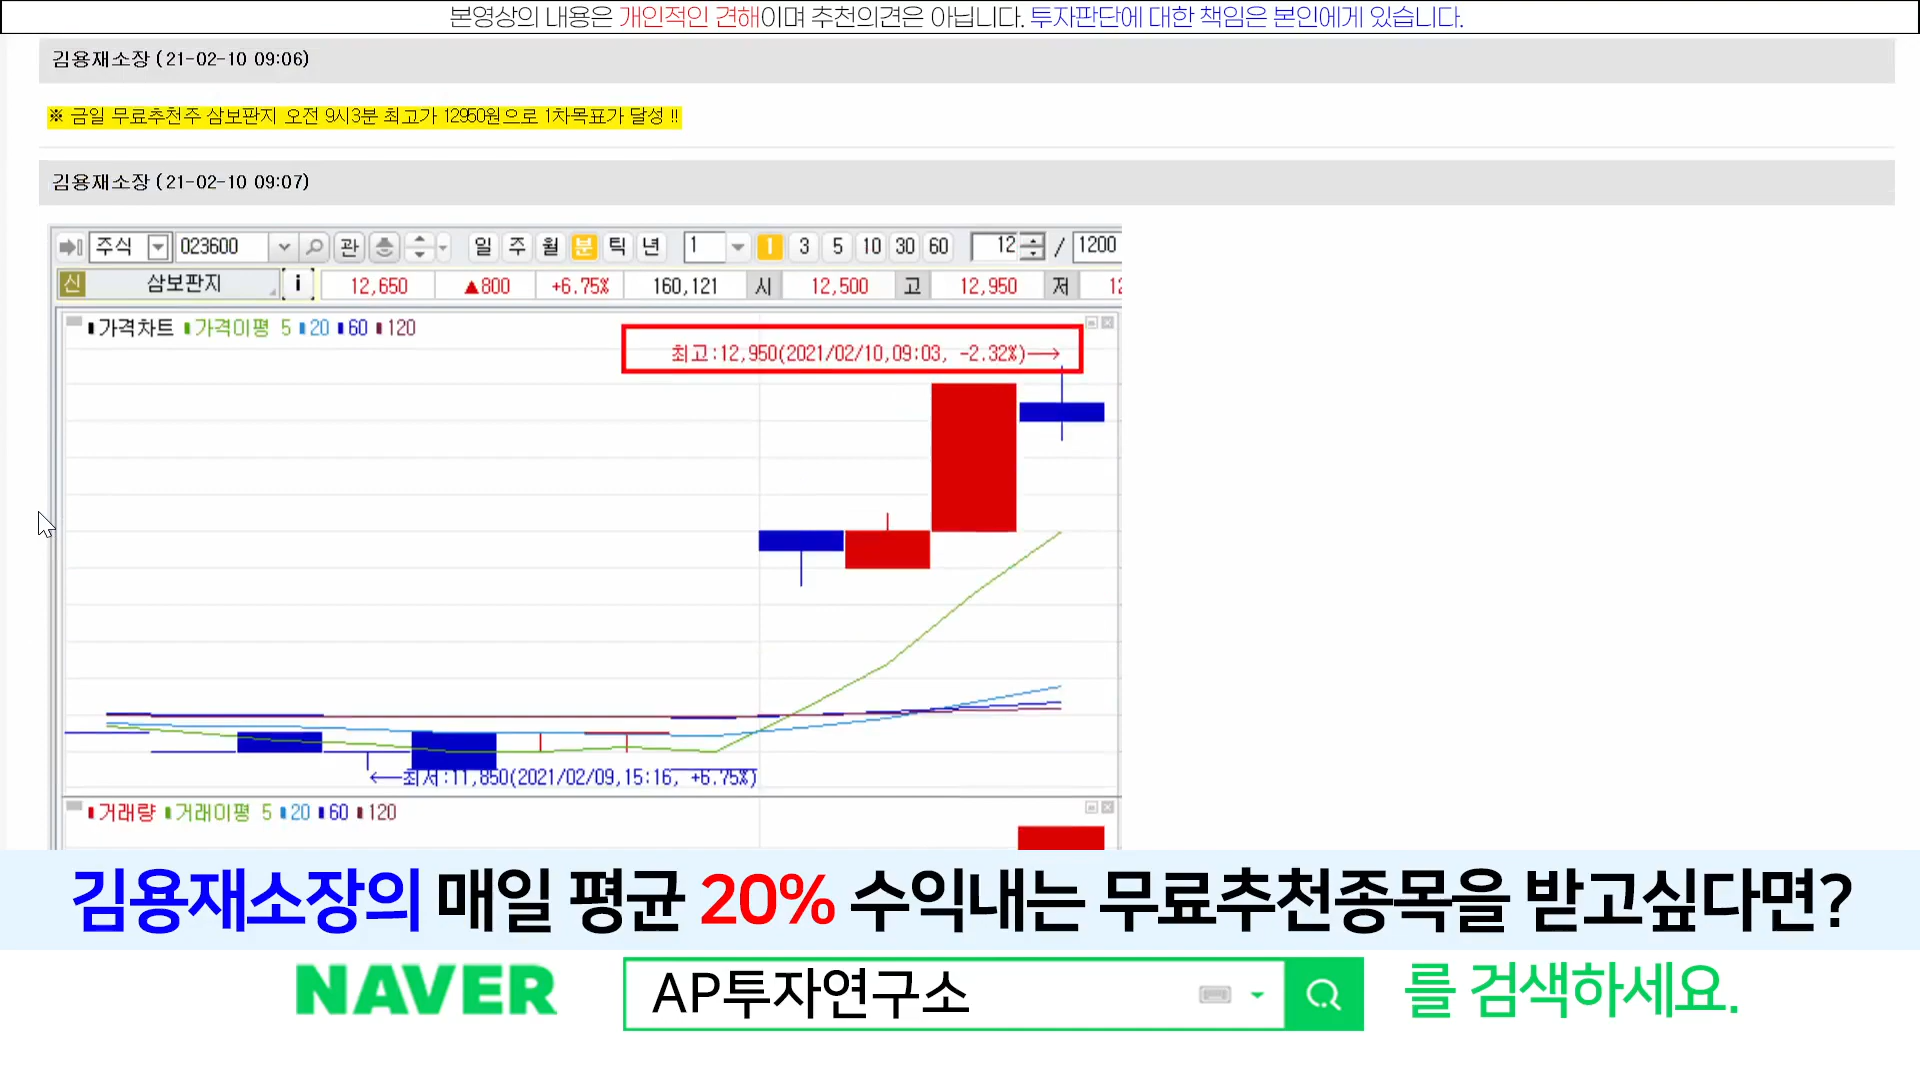 본영상의 내용은 개인적인 견해이며 추천의견은 아닙니다. 투자판단에 대한 책임은 본인에게 있습니다.
김용재소장 (21-02-10 09:06)
※ 금일 무료추천주 삼보판지 오전 9시3분 최고가 12950원으로 1차목표가 달성 !!
김용재소장 (21-02-10 09:07)
주식 023600 관 일 주 월 분 틱 년 1 1 3 5 10 30 60 12 / 1200
신 삼보판지 i 12,650 ▲800 +6.75% 160,121 시 12,500 고 12,950 저
가격차트 가격이평 5 20 60 120
최고:12,950(2021/02/10,09:03, -2.32%)→
←최저:11,850(2021/02/09,15:16, +6.75%)
거래량 거래이평 5 20 60 120
김용재소장의 매일 평균 20% 수익내는 무료추천종목을 받고싶다면?
NAVER AP투자연구소 를 검색하세요.